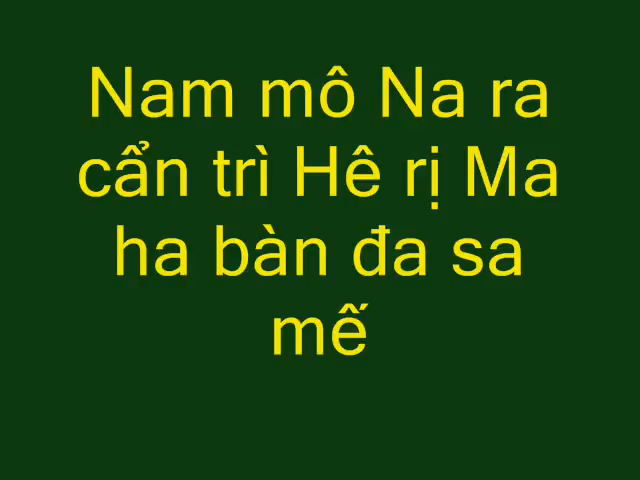 Nam mô Na ra
cẩn trì Hê rị Ma
ha bàn đa sa
mế